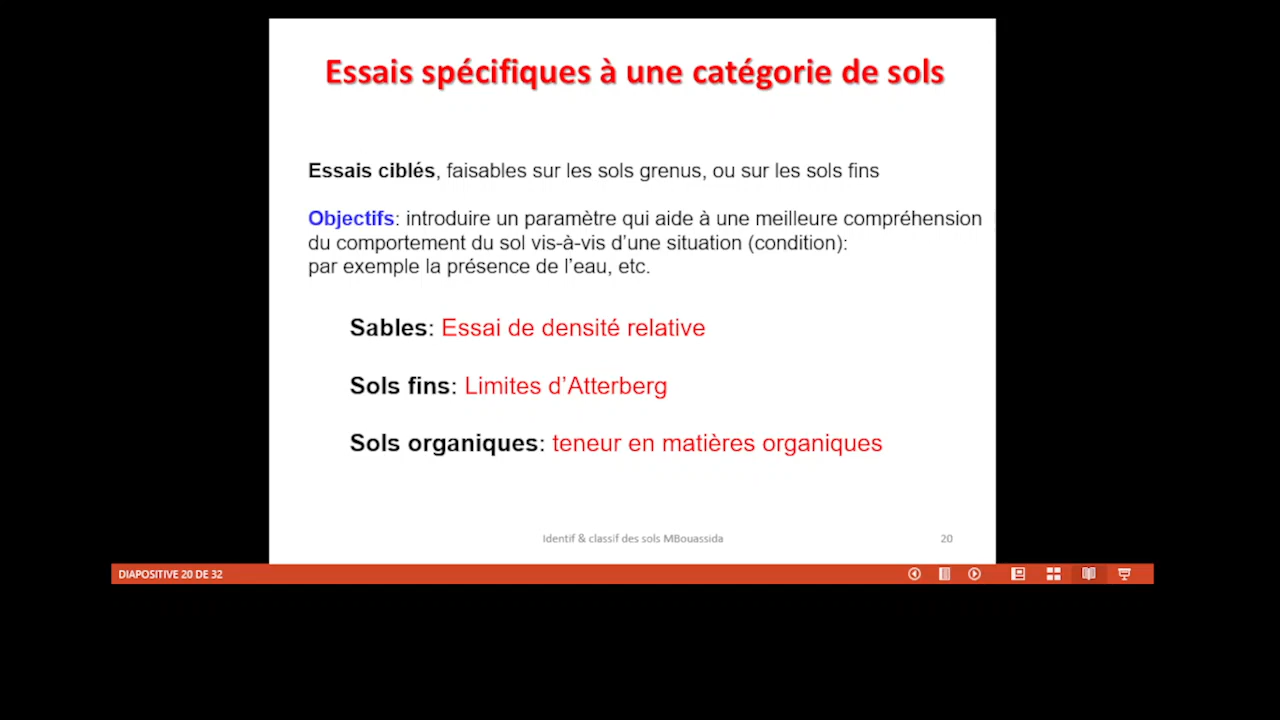 Essais spécifiques à une catégorie de sols
Essais ciblés, faisables sur les sols grenus, ou sur les sols fins
Objectifs: introduire un paramètre qui aide à une meilleure compréhension
du comportement du sol vis-à-vis d’une situation (condition):
par exemple la présence de l’eau, etc.
Sables: Essai de densité relative
Sols fins: Limites d’Atterberg
Sols organiques: teneur en matières organiques
Identif & classif des sols MBouassida
20
DIAPOSITIVE 20 DE 32